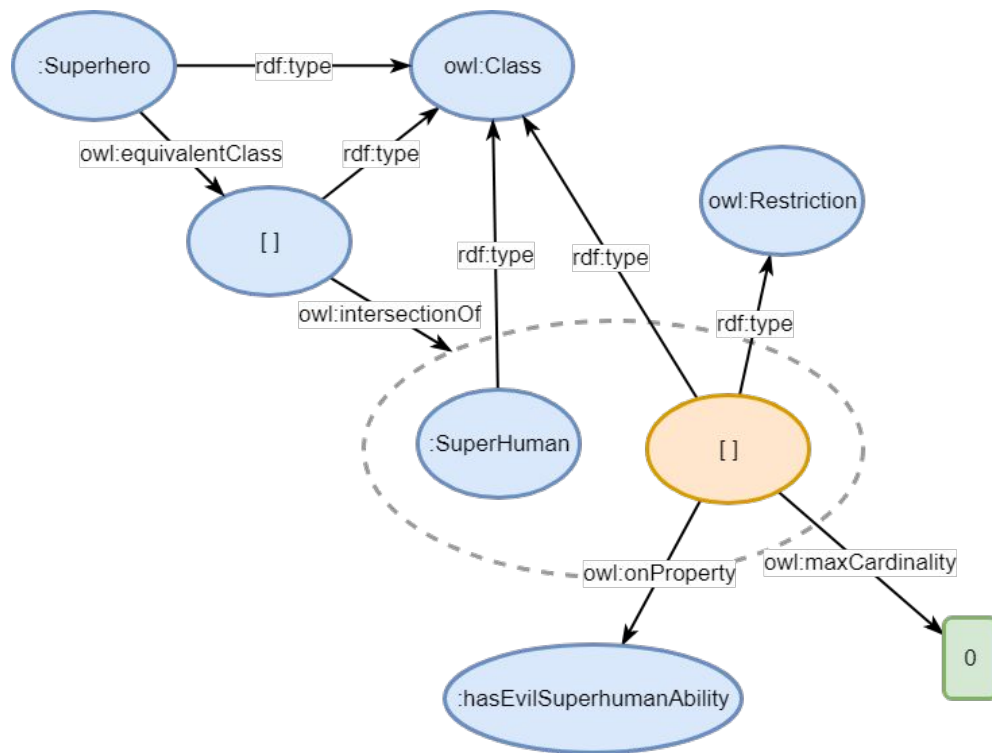 :Superhero
rdf:type
owl:Class
owl:equivalentClass
rdf:type
owl:Restriction
[ ]
rdf:type
rdf:type
owl:intersectionOf
rdf:type
:SuperHuman
[ ]
owl:onProperty
owl:maxCardinality
0
:hasEvilSuperhumanAbility